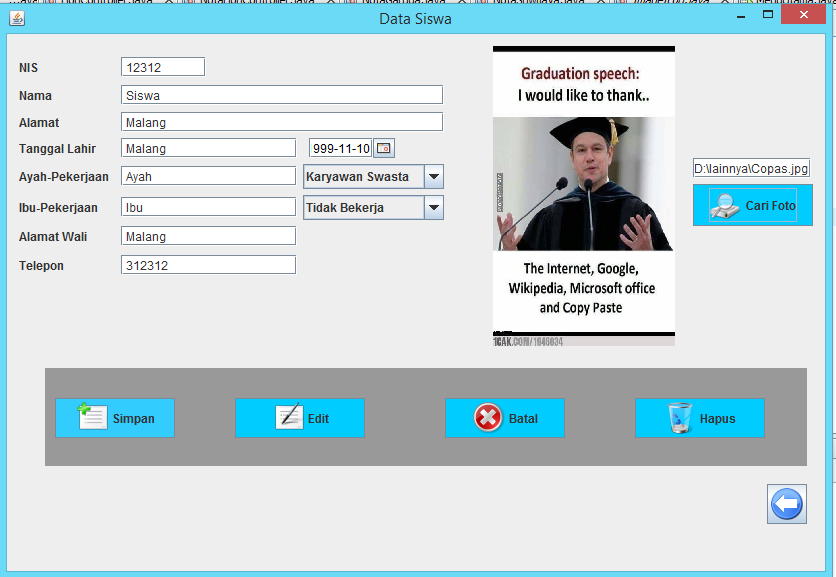 Data Siswa
NIS 12312
Nama Siswa
Alamat Malang
Tanggal Lahir Malang 999-11-10
Ayah-Pekerjaan Ayah Karyawan Swasta
Ibu-Pekerjaan Ibu Tidak Bekerja
Alamat Wali Malang
Telepon 312312
Graduation speech:
I would like to thank..
The Internet, Google,
Wikipedia, Microsoft office
and Copy Paste
1CAK.COM/1646034
D:\lainnya\Copas.jpg
Cari Foto
Simpan Edit Batal Hapus